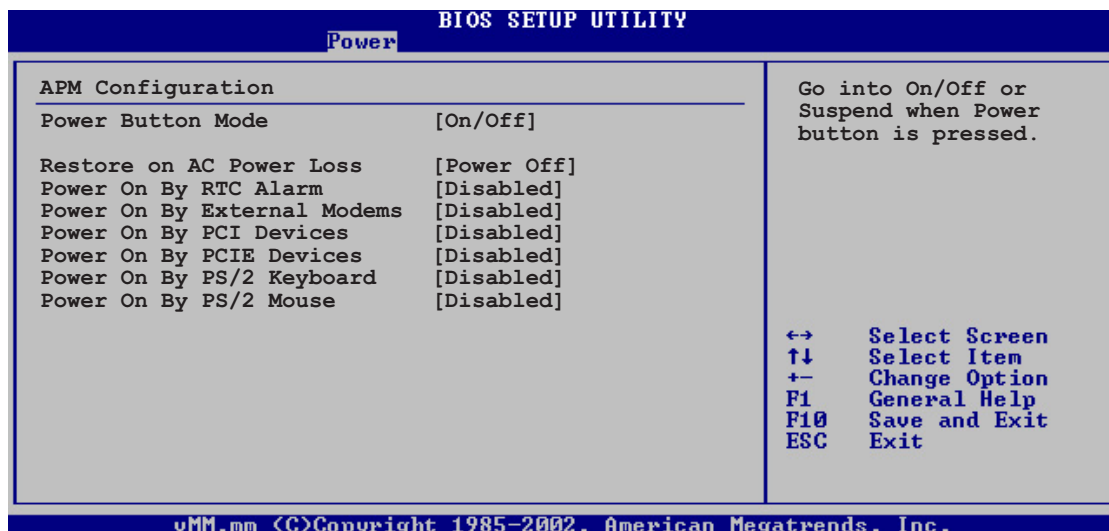 BIOS SETUP UTILITY
Power
APM Configuration
Power Button Mode [On/Off]
Restore on AC Power Loss [Power Off]
Power On By RTC Alarm [Disabled]
Power On By External Modems [Disabled]
Power On By PCI Devices [Disabled]
Power On By PCIE Devices [Disabled]
Power On By PS/2 Keyboard [Disabled]
Power On By PS/2 Mouse [Disabled]
Go into On/Off or
Suspend when Power
button is pressed.
←→ Select Screen
↑↓ Select Item
+- Change Option
F1 General Help
F10 Save and Exit
ESC Exit
vMM.mm (C)Copyright 1985-2002, American Megatrends, Inc.